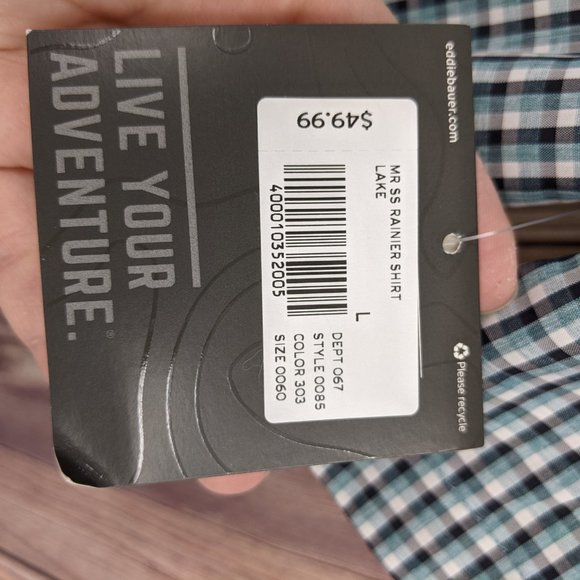 eddiebauer.com
MR SS RAINIER SHIRT
LAKE
L
400010352005
DEPT 067
STYLE 0085
COLOR 303
SIZE 0060
$49.99
Please recycle
LIVE YOUR
ADVENTURE.®